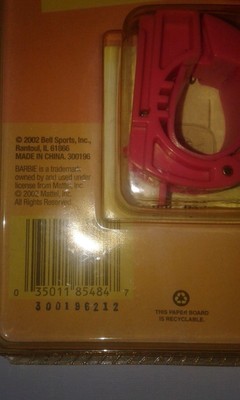 © 2002 Bell Sports, Inc.,
Rantoul, IL 61866
MADE IN CHINA. 300196
BARBIE is a trademark
owned by and used under
license from Mattel, Inc.
© 2002 Mattel, Inc.
All Rights Reserved.
0 35011 85484 7
300196212
THIS PAPER BOARD
IS RECYCLABLE.